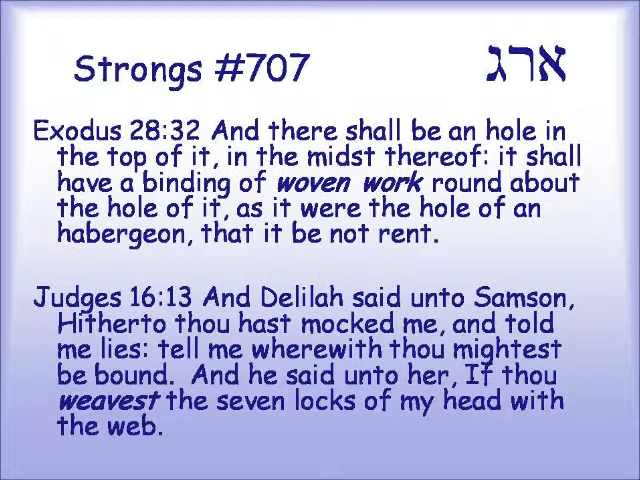 Strongs #707 ארג
Exodus 28:32 And there shall be an hole in
the top of it, in the midst thereof: it shall
have a binding of woven work round about
the hole of it, as it were the hole of an
habergeon, that it be not rent.
Judges 16:13 And Delilah said unto Samson,
Hitherto thou hast mocked me, and told
me lies: tell me wherewith thou mightest
be bound. And he said unto her, If thou
weavest the seven locks of my head with
the web.